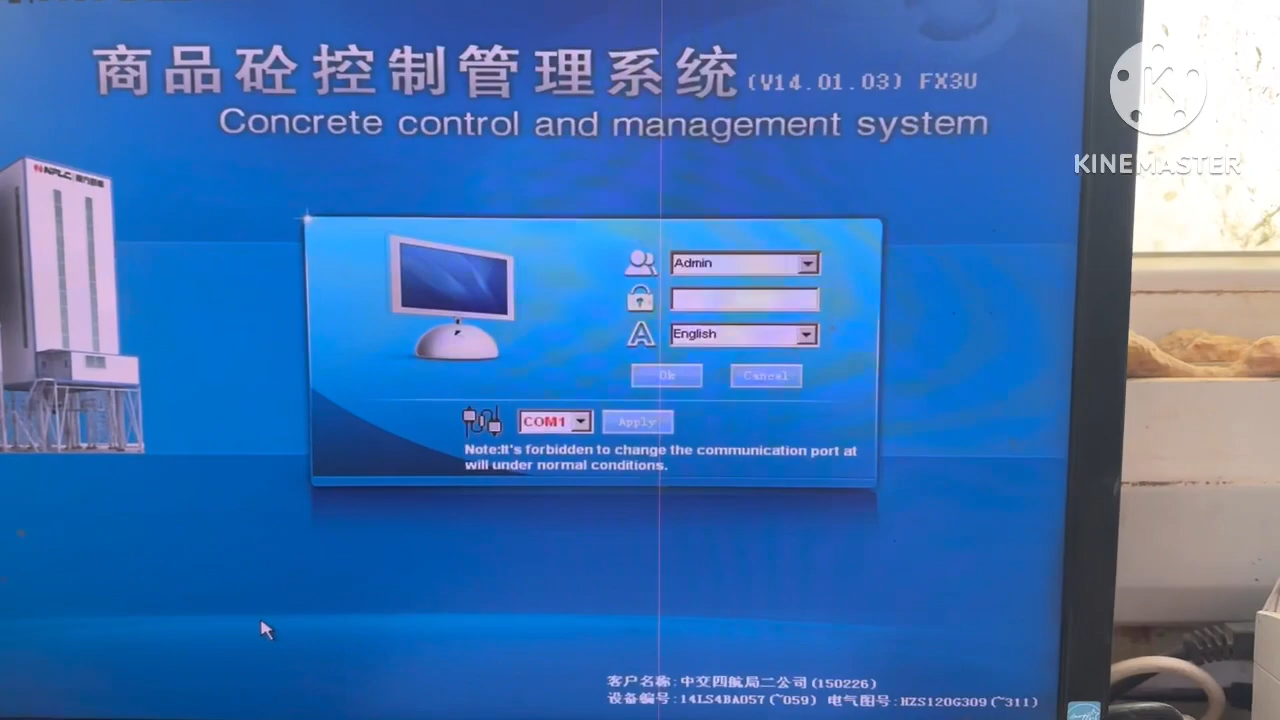 商品砼控制管理系统(V14.01.03) FX3U
Concrete control and management system
KINEMASTER
Admin
English
Ok Cancel
COM1 Apply
Note:It's forbidden to change the communication port at
will under normal conditions.
客户名称:中交四航局二公司(150226)
设备编号:14LS4BA057(~059) 电气图号:HZS120G309(~311)